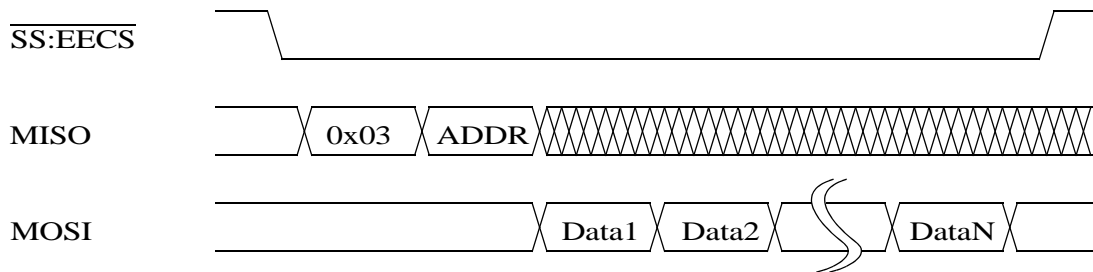 SS:EECS
MISO 0x03 ADDR
MOSI Data1 Data2 DataN